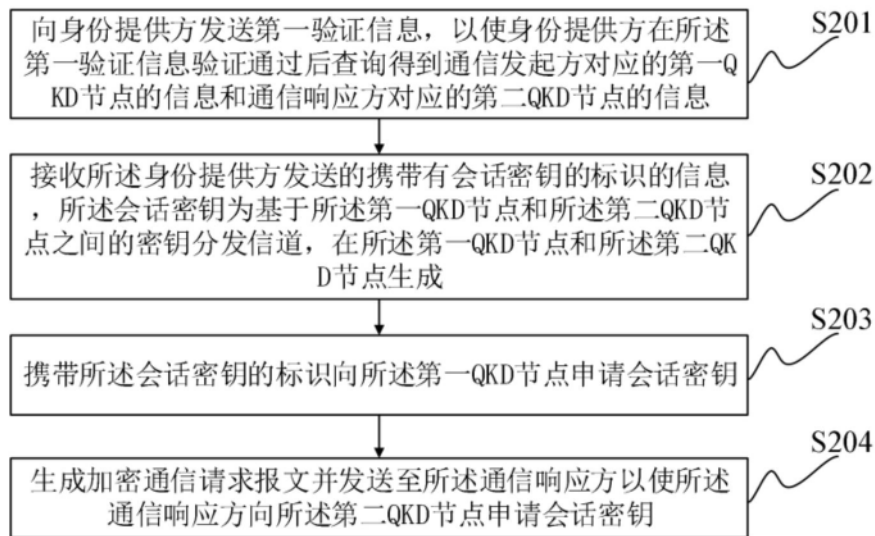 向身份提供方发送第一验证信息，以使身份提供方在所述
第一验证信息验证通过后查询得到通信发起方对应的第一Q
KD节点的信息和通信响应方对应的第二QKD节点的信息
S201
接收所述身份提供方发送的携带有会话密钥的标识的信息
，所述会话密钥为基于所述第一QKD节点和所述第二QKD节
点之间的密钥分发信道，在所述第一QKD节点和所述第二QK
D节点生成
S202
携带所述会话密钥的标识向所述第一QKD节点申请会话密钥
S203
生成加密通信请求报文并发送至所述通信响应方以使所述
通信响应方向所述第二QKD节点申请会话密钥
S204